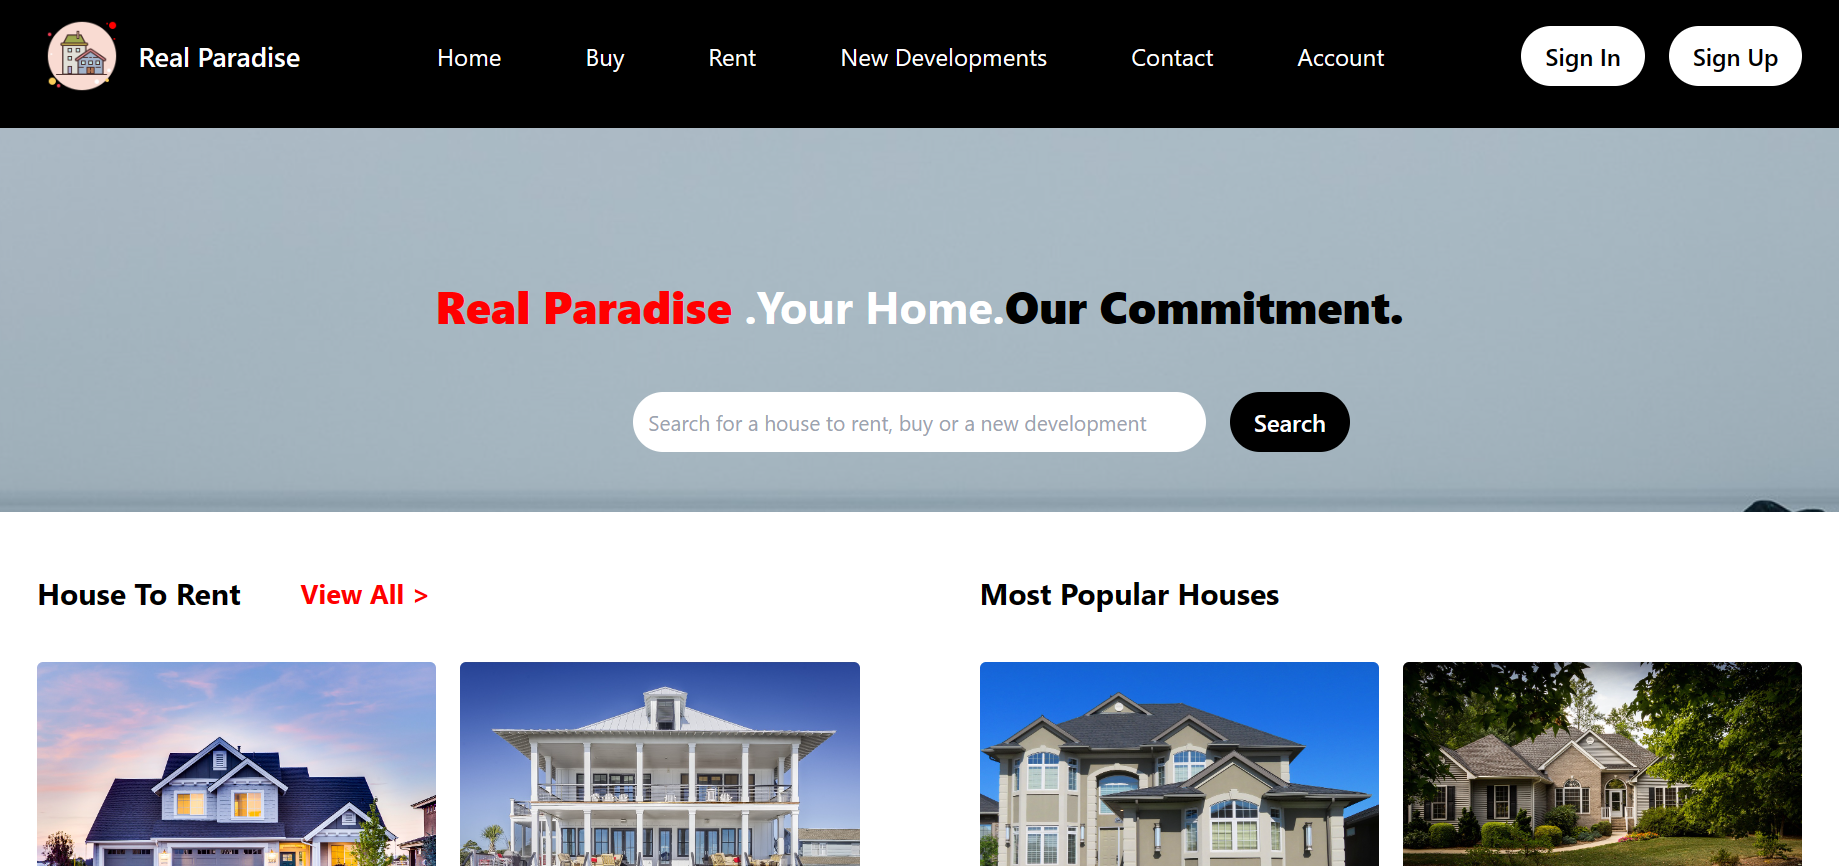 Real Paradise
Home
Buy
Rent
New Developments
Contact
Account
Sign In
Sign Up
Real Paradise .Your Home.Our Commitment.
Search for a house to rent, buy or a new development
Search
House To Rent
View All >
Most Popular Houses